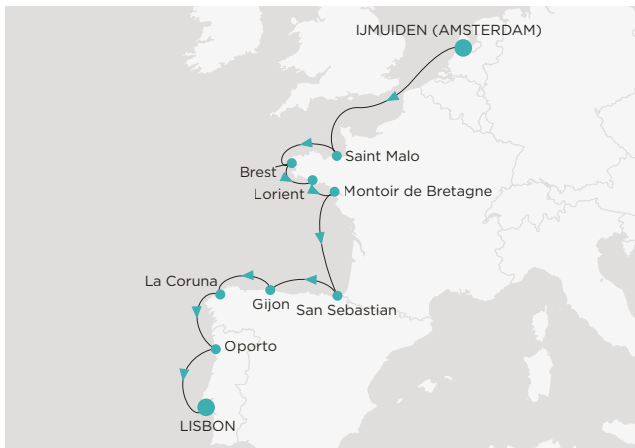 IJMUIDEN (AMSTERDAM)
Saint Malo
Brest
Lorient
Montoir de Bretagne
La Coruna
Gijon
San Sebastian
Oporto
LISBON